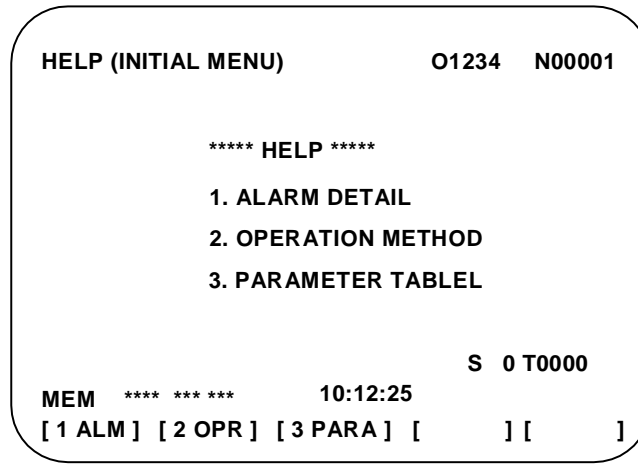 HELP (INITIAL MENU) O1234 N00001
***** HELP *****
1. ALARM DETAIL
2. OPERATION METHOD
3. PARAMETER TABLEL
S 0 T0000
MEM **** *** *** 10:12:25
[ 1 ALM ] [ 2 OPR ] [ 3 PARA ] [ ] [ ]